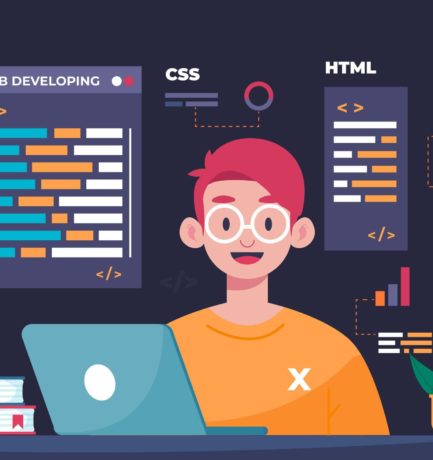 B DEVELOPING
CSS
HTML
>
< >
</>
</>
</>
X